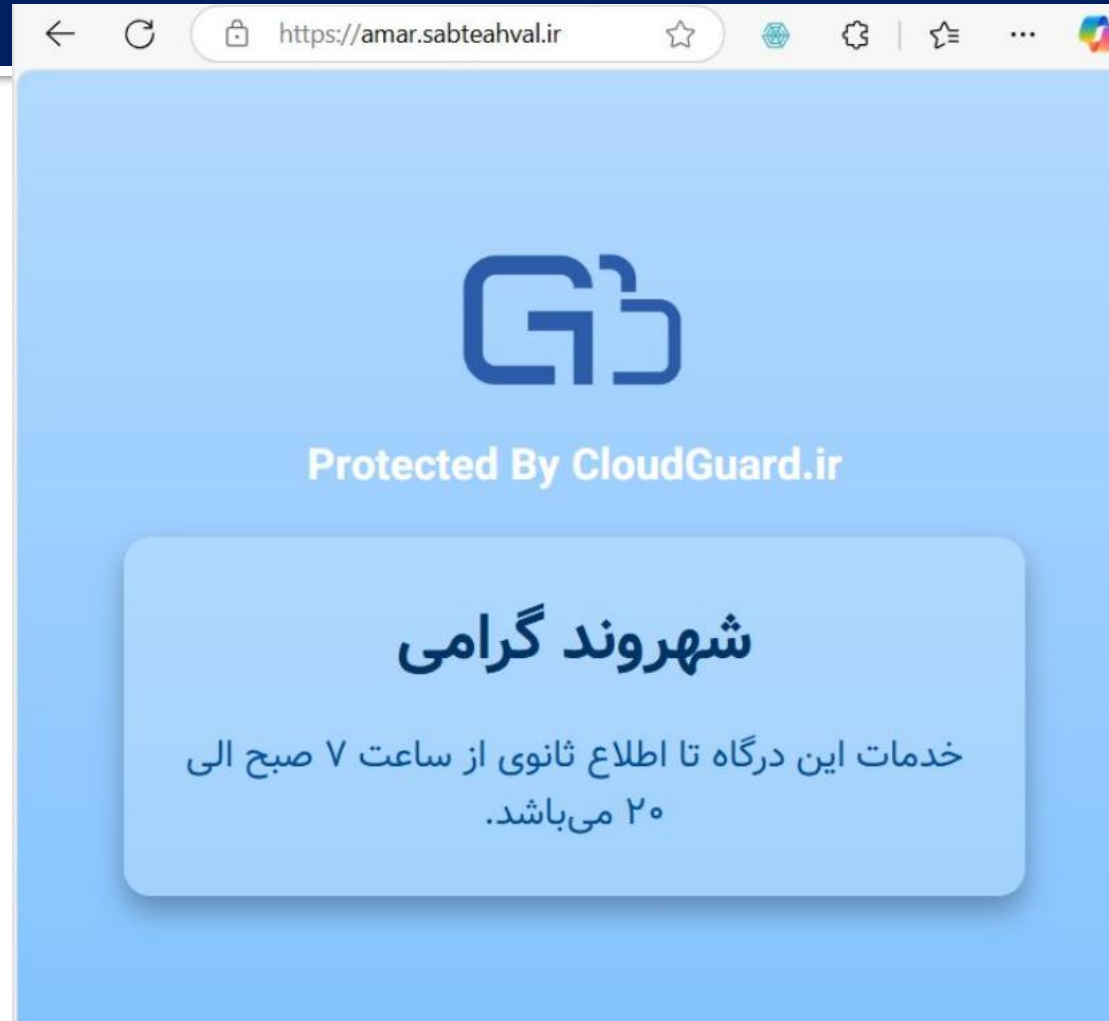 https://amar.sabteahval.ir
Protected By CloudGuard.ir
شهروند گرامی
خدمات این درگاه تا اطلاع ثانوی از ساعت ۷ صبح الی
۲۰ می‌باشد.